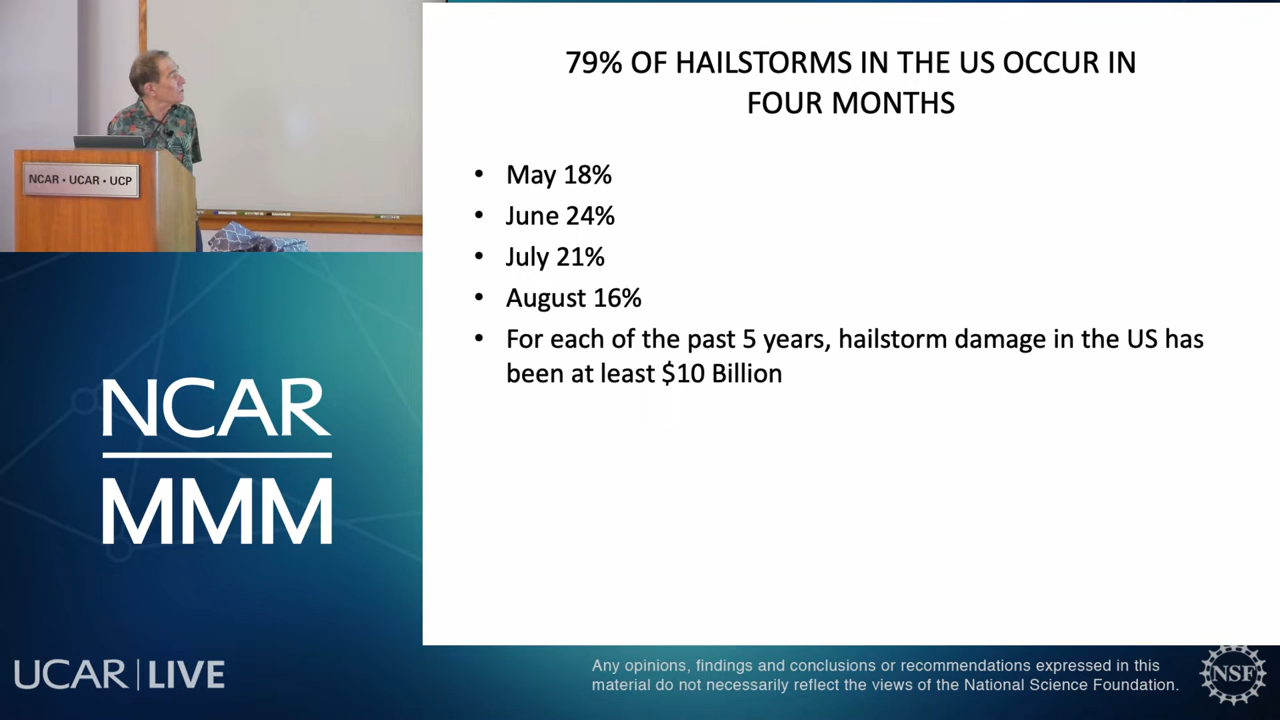 NCAR • UCAR • UCP
79% OF HAILSTORMS IN THE US OCCUR IN
FOUR MONTHS
• May 18%
• June 24%
• July 21%
• August 16%
• For each of the past 5 years, hailstorm damage in the US has
been at least $10 Billion
NCAR
MMM
UCAR | LIVE
Any opinions, findings and conclusions or recommendations expressed in this
material do not necessarily reflect the views of the National Science Foundation.
NSF